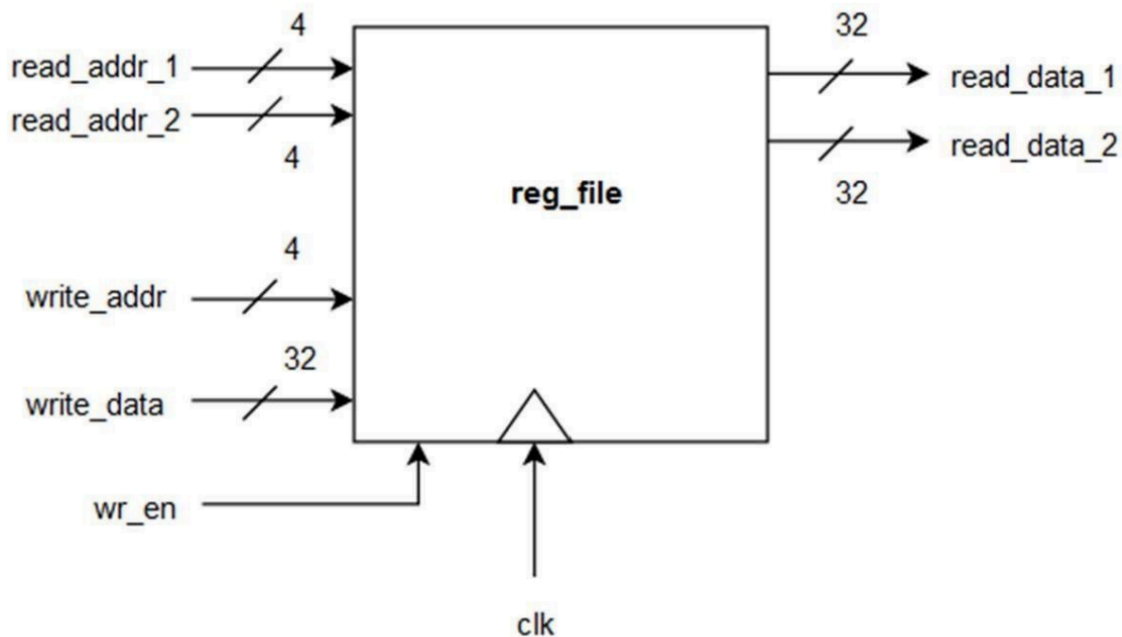 4
32
read_addr_1
read_data_1
read_addr_2
read_data_2
4
32
reg_file
4
write_addr
32
write_data
wr_en
clk